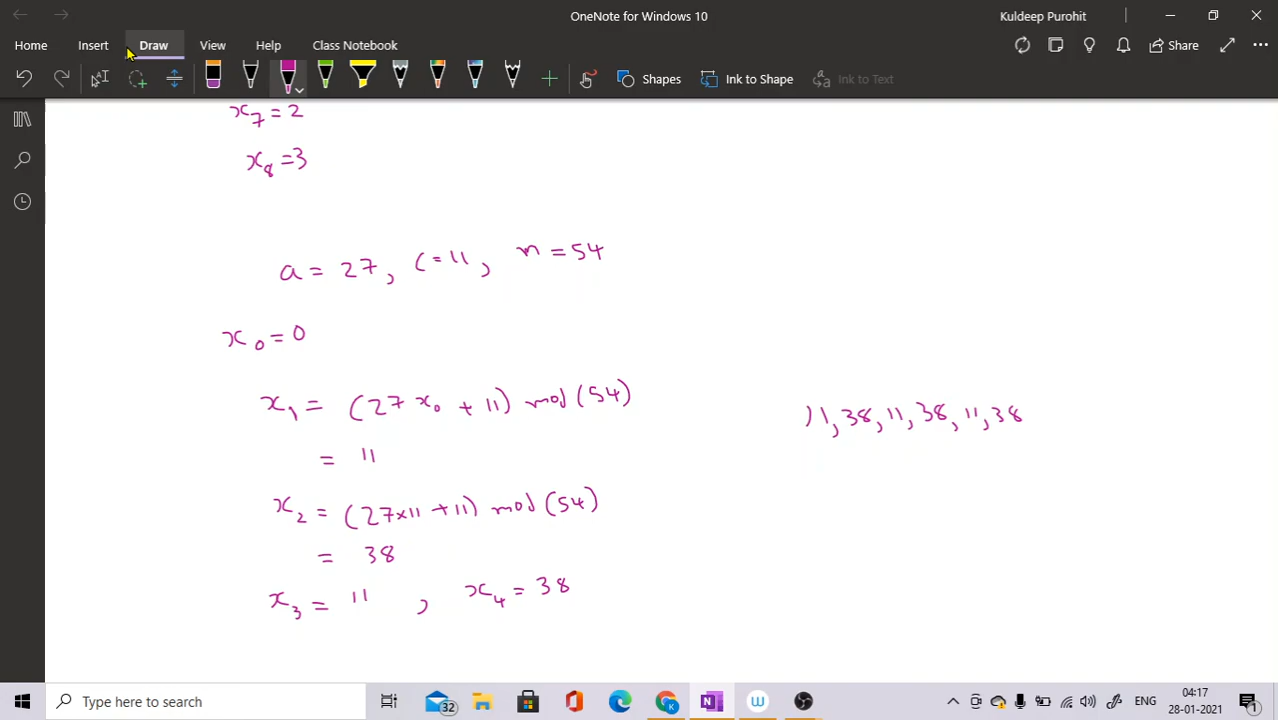 OneNote for Windows 10
Kuldeep Purohit
Home Insert Draw View Help Class Notebook
Share
Shapes Ink to Shape Ink to Text
x₇ = 2
x₈ = 3
a = 27, c = 11, m = 54
x₀ = 0
x₁ = (27 x₀ + 11) mod (54)
= 11
11, 38, 11, 38, 11, 38
x₂ = (27×11 + 11) mod (54)
= 38
x₃ = 11 , x₄ = 38
Type here to search
32
ENG
04:17
28-01-2021
1